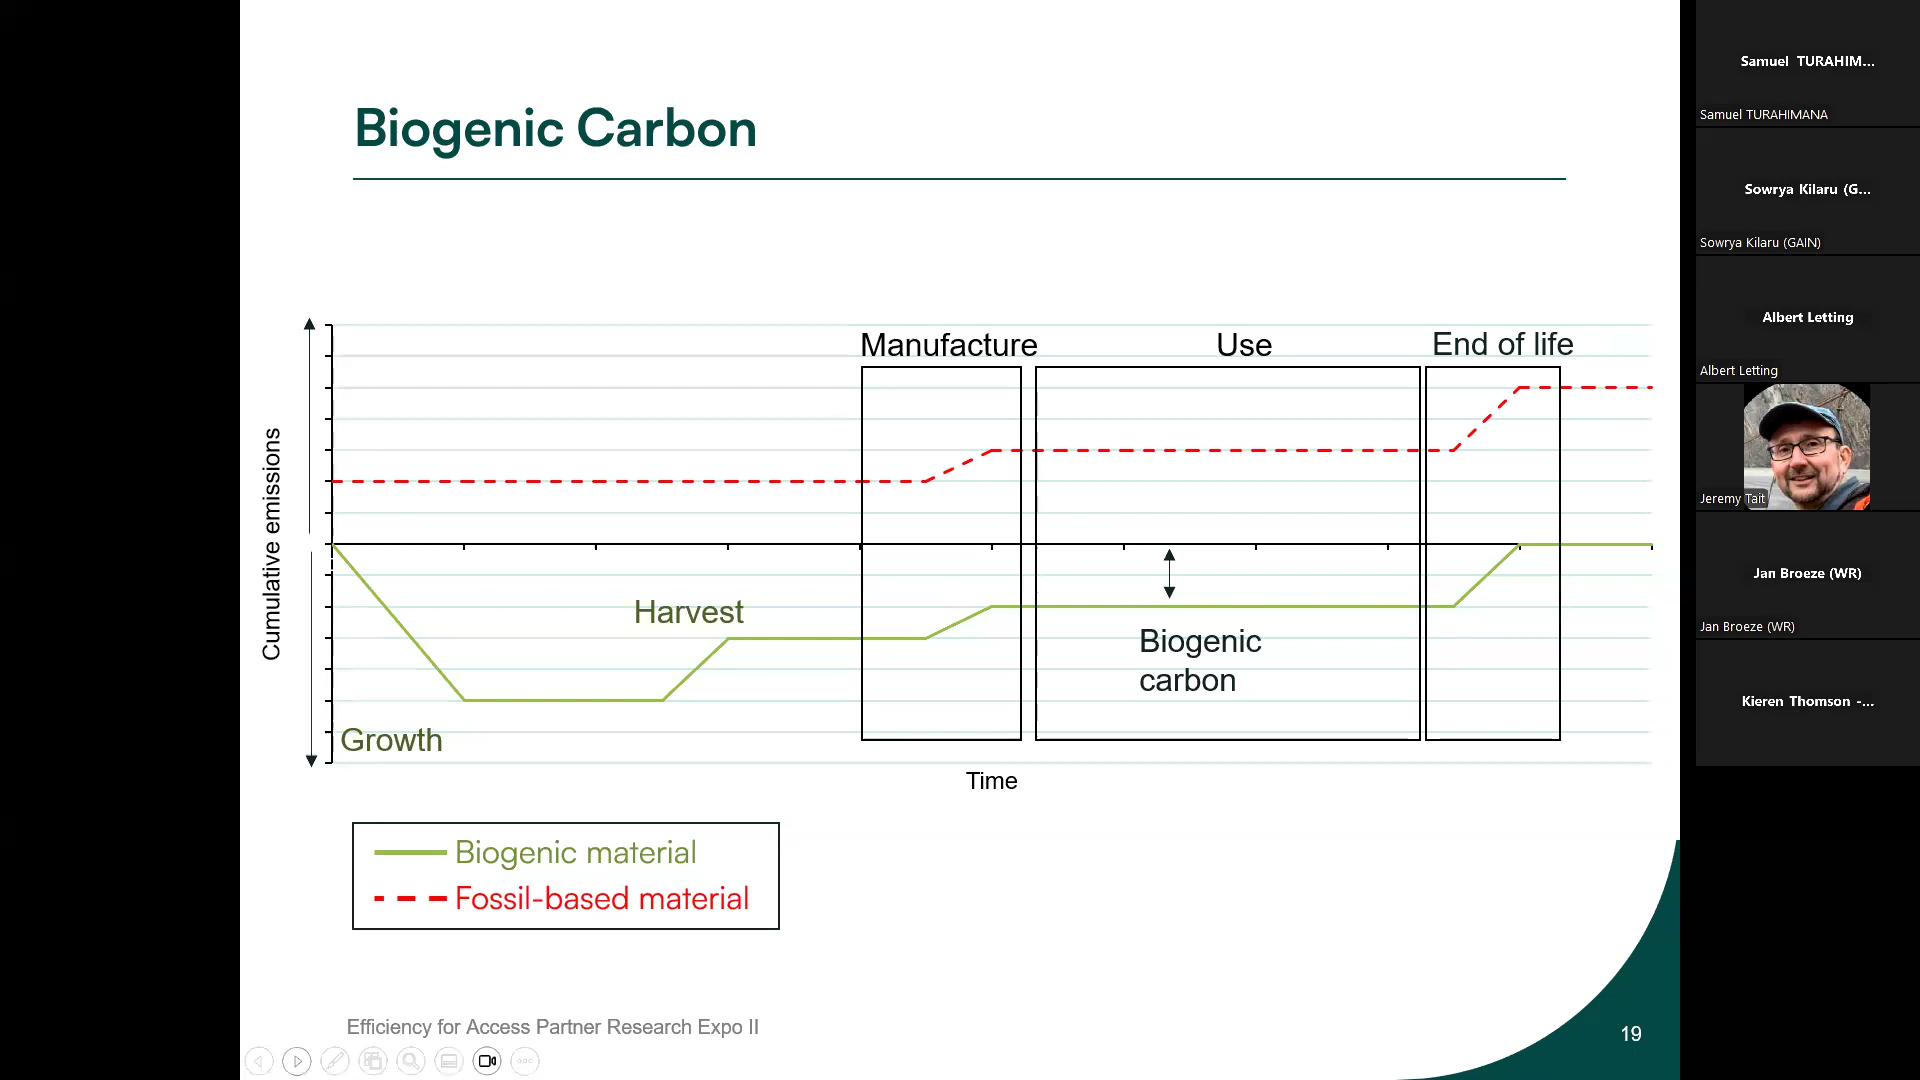 Biogenic Carbon
Manufacture
Use
End of life
Cumulative emissions
Harvest
Biogenic
carbon
Growth
Time
Biogenic material
Fossil-based material
Efficiency for Access Partner Research Expo II
19
Samuel TURAHIM...
Samuel TURAHIMANA
Sowrya Kilaru (G...
Sowrya Kilaru (GAIN)
Albert Letting
Albert Letting
Jeremy Tait
Jan Broeze (WR)
Jan Broeze (WR)
Kieren Thomson -...